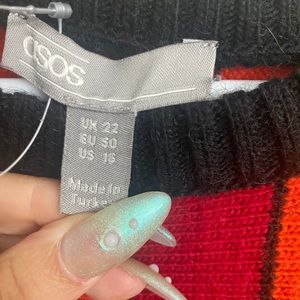 asos
UK 22
EU 50
US 18
Made in
Turkey